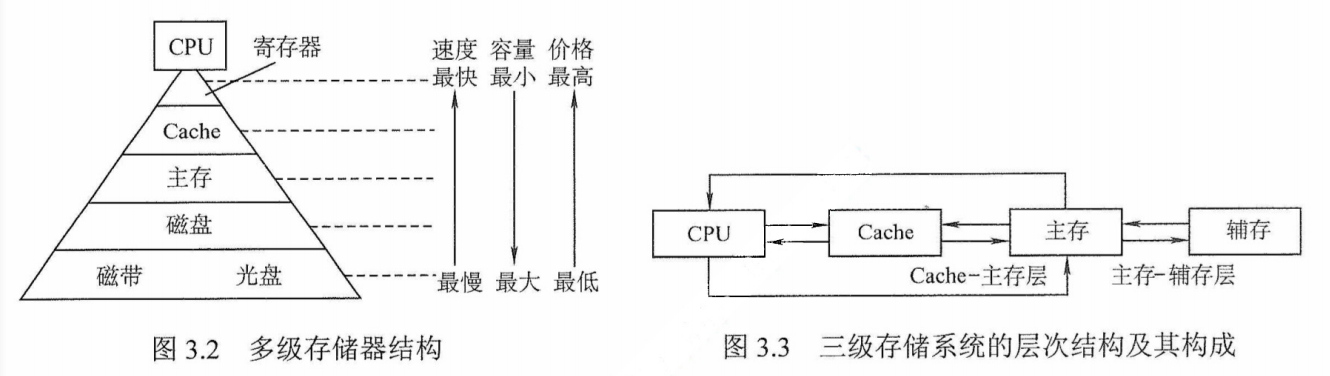 CPU
寄存器
速度 容量 价格
最快 最小 最高
Cache
主存
磁盘
磁带 光盘
最慢 最大 最低
图 3.2 多级存储器结构
CPU
Cache
主存
辅存
Cache-主存层
主存-辅存层
图 3.3 三级存储系统的层次结构及其构成